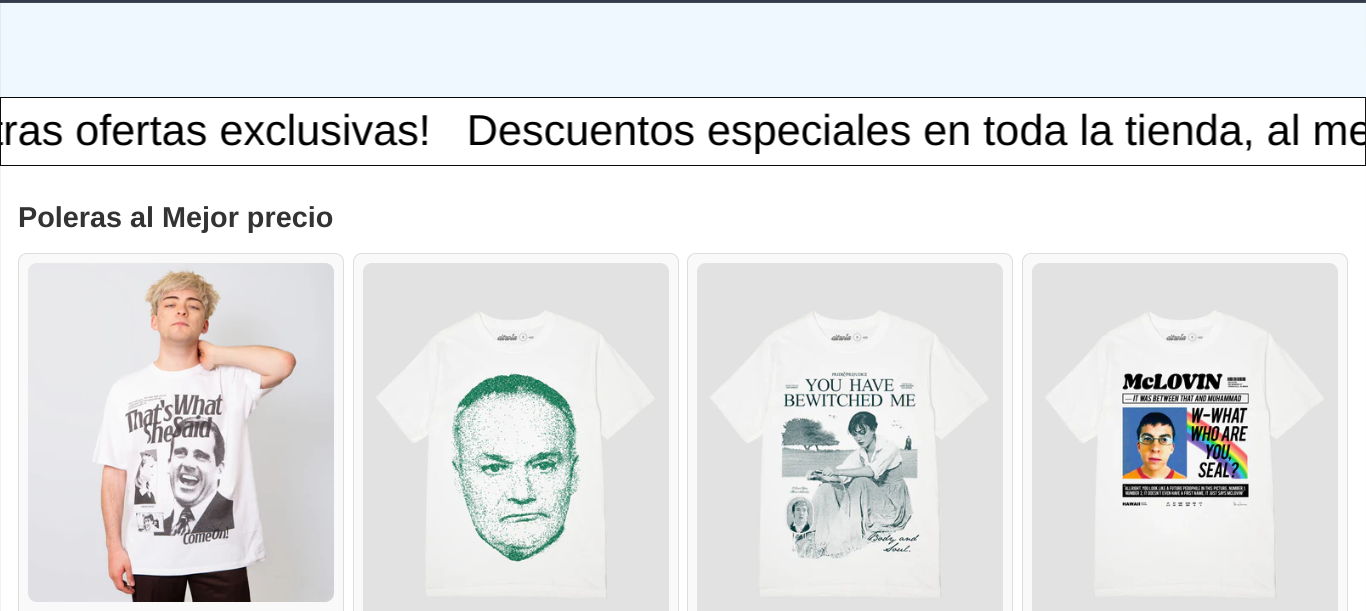 tras ofertas exclusivas! Descuentos especiales en toda la tienda, al me
Poleras al Mejor precio
That's What
She Said
Come On!
YOU HAVE
BEWITCHED ME
Body and
Soul.
McLOVIN
IT WAS BETWEEN THAT AND MUHAMMAD
W-WHAT
WHO ARE
YOU,
SEAL?
HAWAII